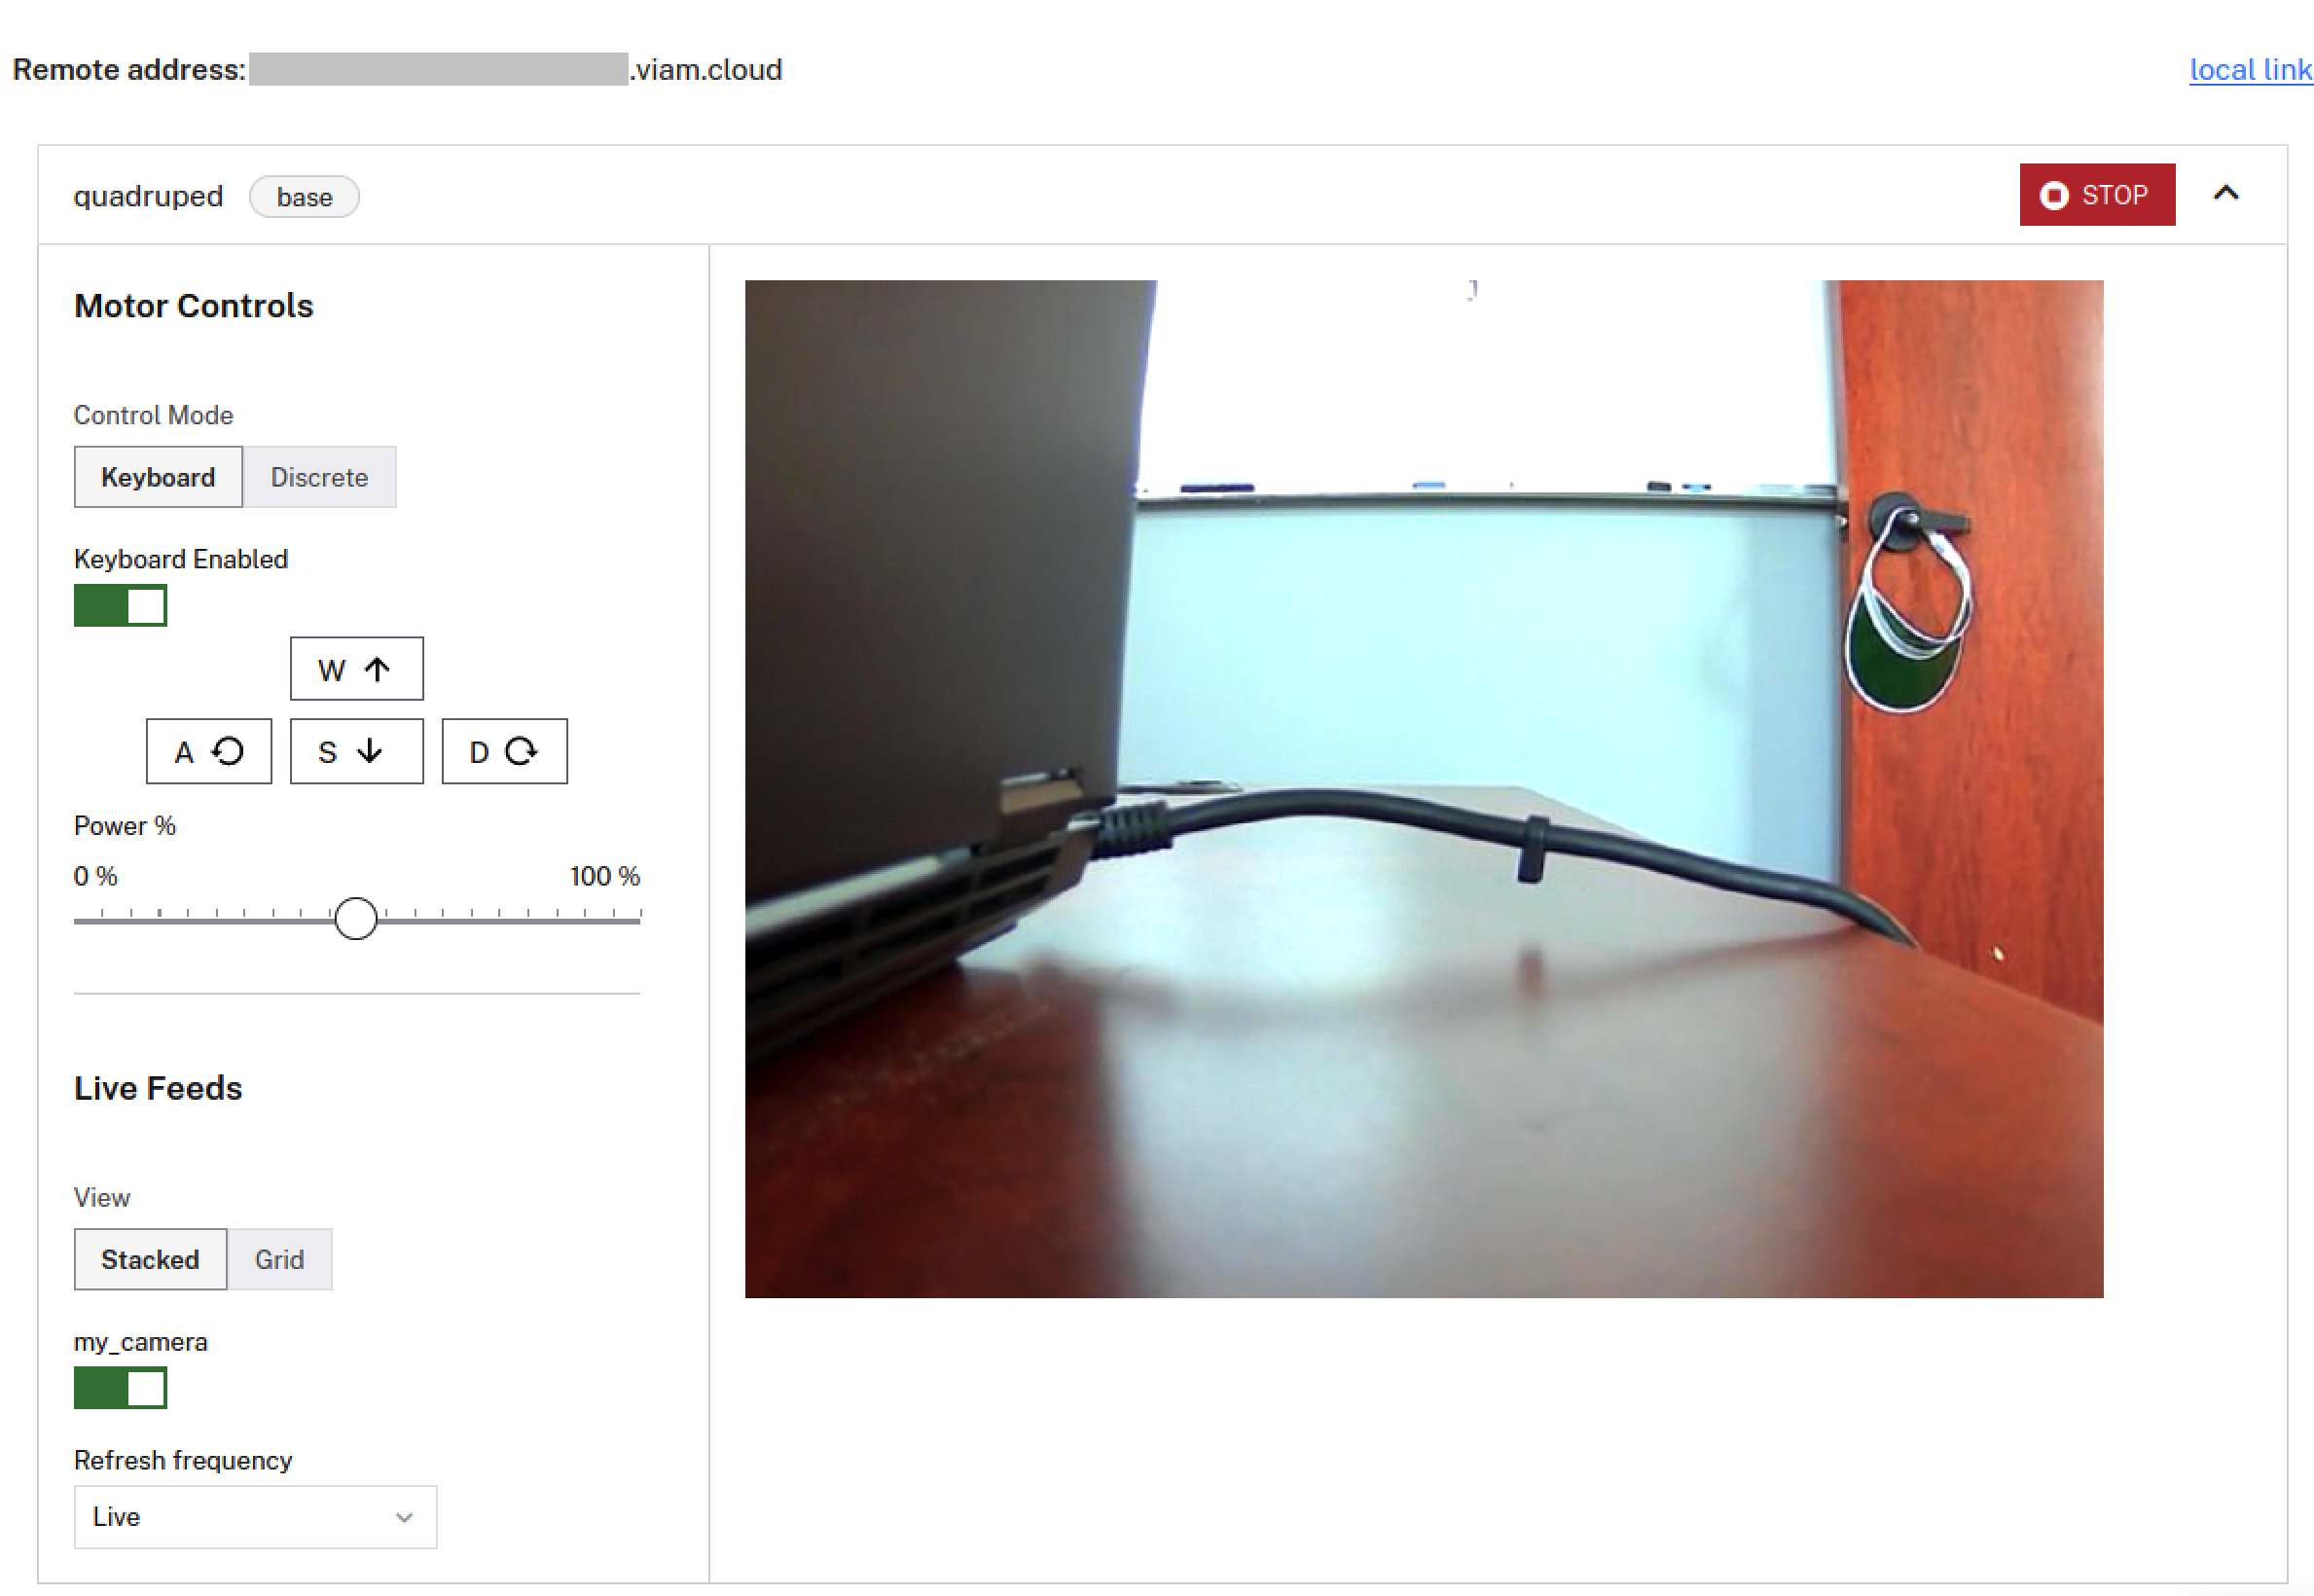 Remote address: .viam.cloud
local link
quadruped base
STOP
Motor Controls
Control Mode
Keyboard Discrete
Keyboard Enabled
W
A S D
Power %
0 % 100 %
Live Feeds
View
Stacked Grid
my_camera
Refresh frequency
Live